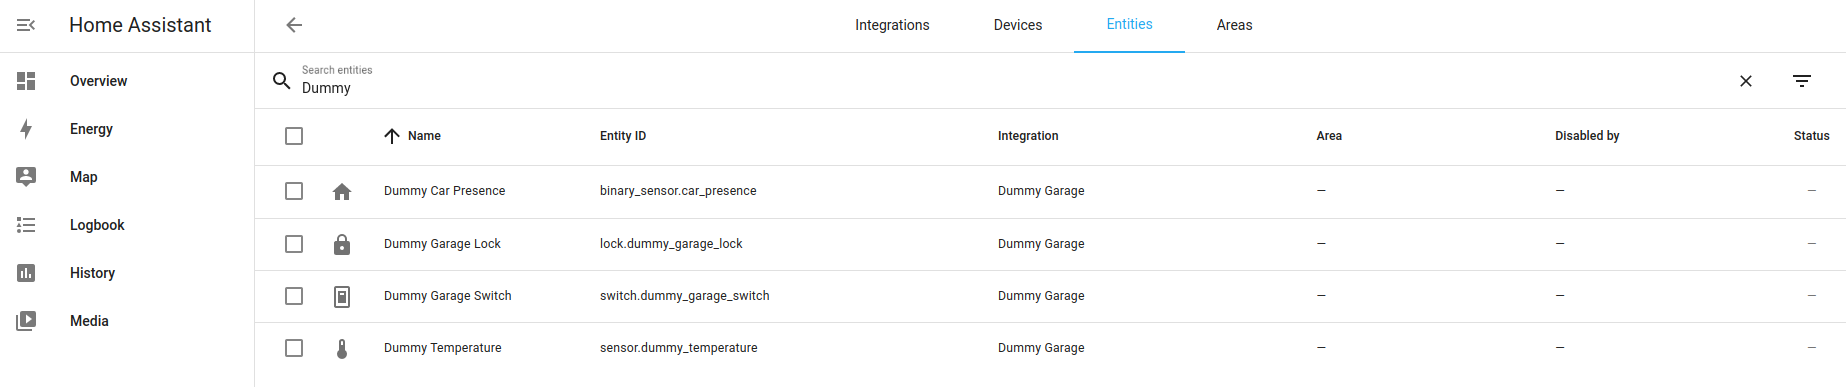 Home Assistant
Integrations Devices Entities Areas
Overview
Energy
Map
Logbook
History
Media
Search entities
Dummy
Name Entity ID Integration Area Disabled by Status
Dummy Car Presence binary_sensor.car_presence Dummy Garage — — —
Dummy Garage Lock lock.dummy_garage_lock Dummy Garage — — —
Dummy Garage Switch switch.dummy_garage_switch Dummy Garage — — —
Dummy Temperature sensor.dummy_temperature Dummy Garage — — —